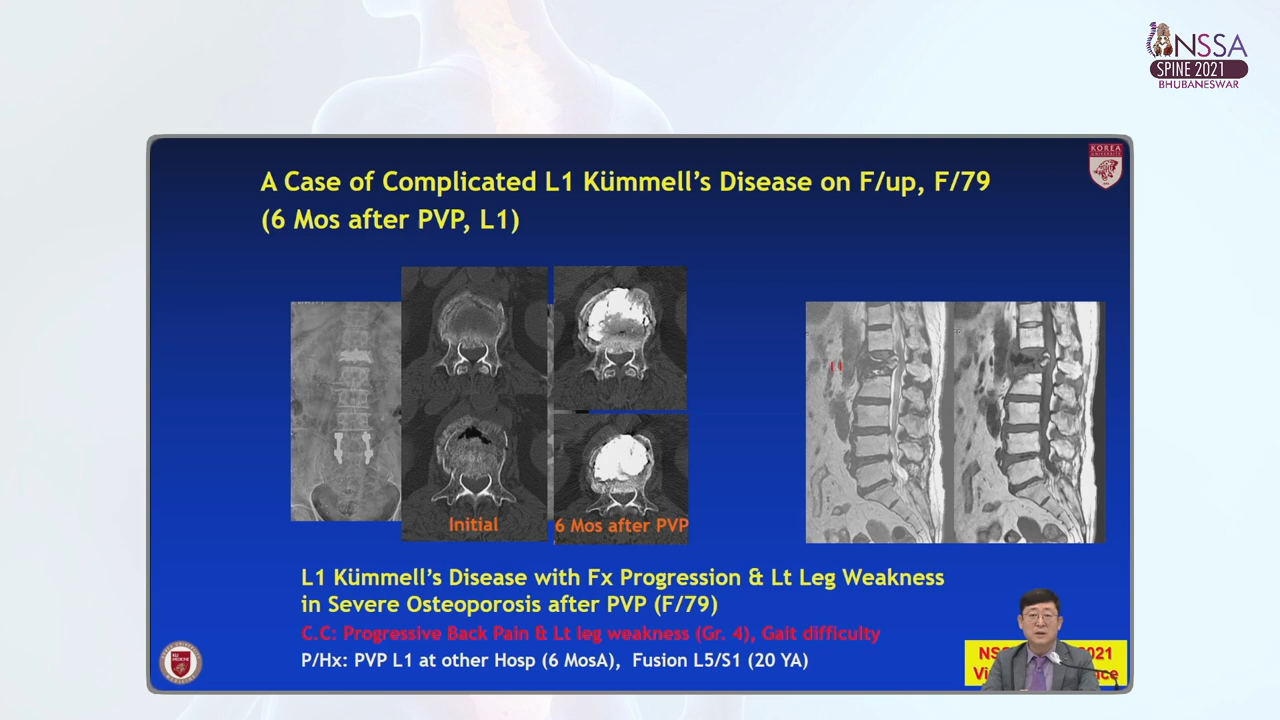 NSSA
SPINE 2021
BHUBANESWAR
KOREA
UNIVERSITY
A Case of Complicated L1 Kümmell's Disease on F/up, F/79
(6 Mos after PVP, L1)
L1
Initial
6 Mos after PVP
L1 Kümmell's Disease with Fx Progression & Lt Leg Weakness
in Severe Osteoporosis after PVP (F/79)
C.C: Progressive Back Pain & Lt leg weakness (Gr. 4), Gait difficulty
P/Hx: PVP L1 at other Hosp (6 MosA), Fusion L5/S1 (20 YA)